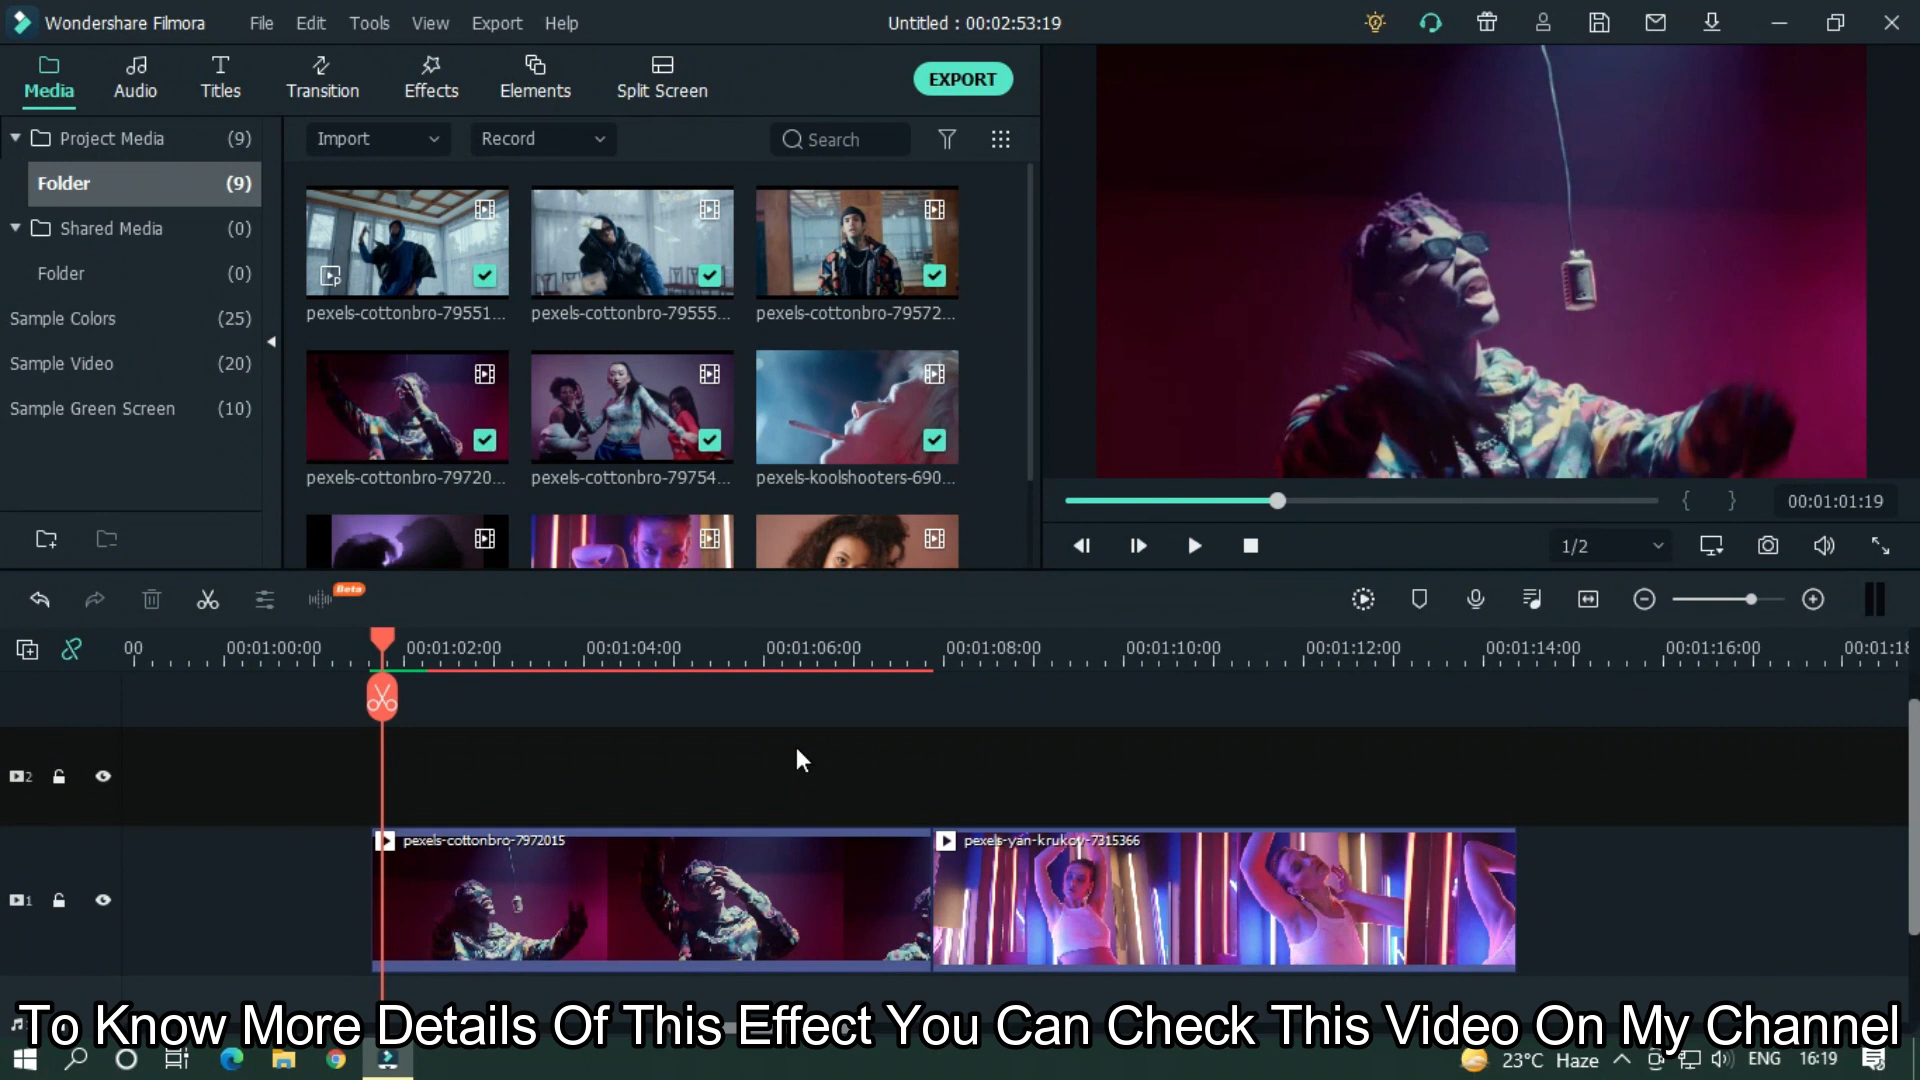 Wondershare Filmora File Edit Tools View Export Help Untitled : 00:02:53:19
Media Audio Titles Transition Effects Elements Split Screen EXPORT
Project Media (9) Import Record Search
Folder (9)
Shared Media (0)
Folder (0)
Sample Colors (25)
Sample Video (20)
Sample Green Screen (10)
pexels-cottonbro-79551... pexels-cottonbro-79555... pexels-cottonbro-79572...
pexels-cottonbro-79720... pexels-cottonbro-79754... pexels-koolshooters-690...
{ } 00:01:01:19
1/2
Beta
00 00:01:00:00 00:01:02:00 00:01:04:00 00:01:06:00 00:01:08:00 00:01:10:00 00:01:12:00 00:01:14:00 00:01:16:00 00:01:18
2
pexels-cottonbro-7972015 pexels-yan-krukov-7315366
1
To Know More Details Of This Effect You Can Check This Video On My Channel
23°C Haze ENG 16:19